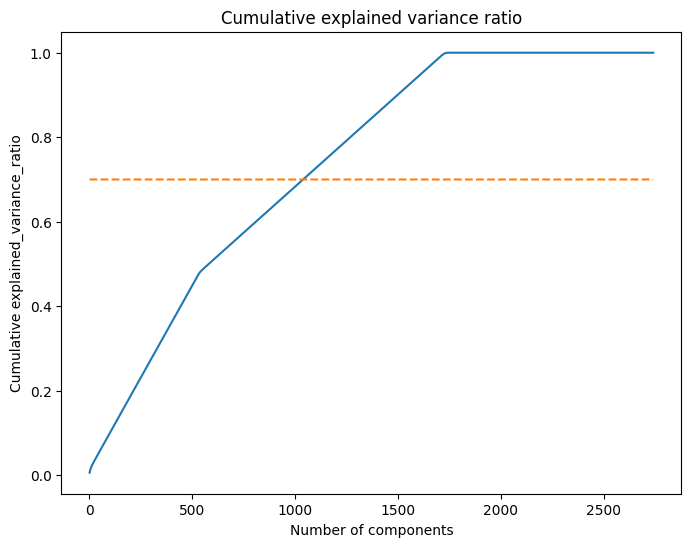 Cumulative explained variance ratio
Cumulative explained_variance_ratio
1.0
0.8
0.6
0.4
0.2
0.0
0 500 1000 1500 2000 2500
Number of components